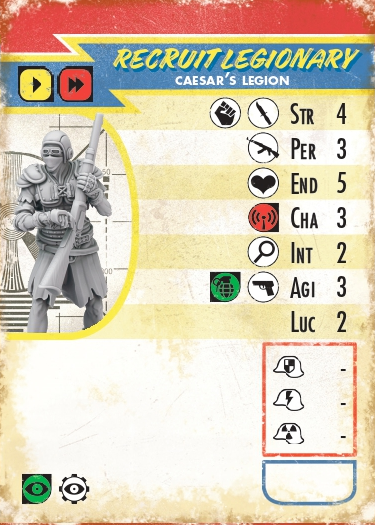 RECRUIT LEGIONARY
CAESAR'S LEGION
STR 4
PER 3
END 5
CHA 3
INT 2
AGI 3
LUC 2
-
-
-